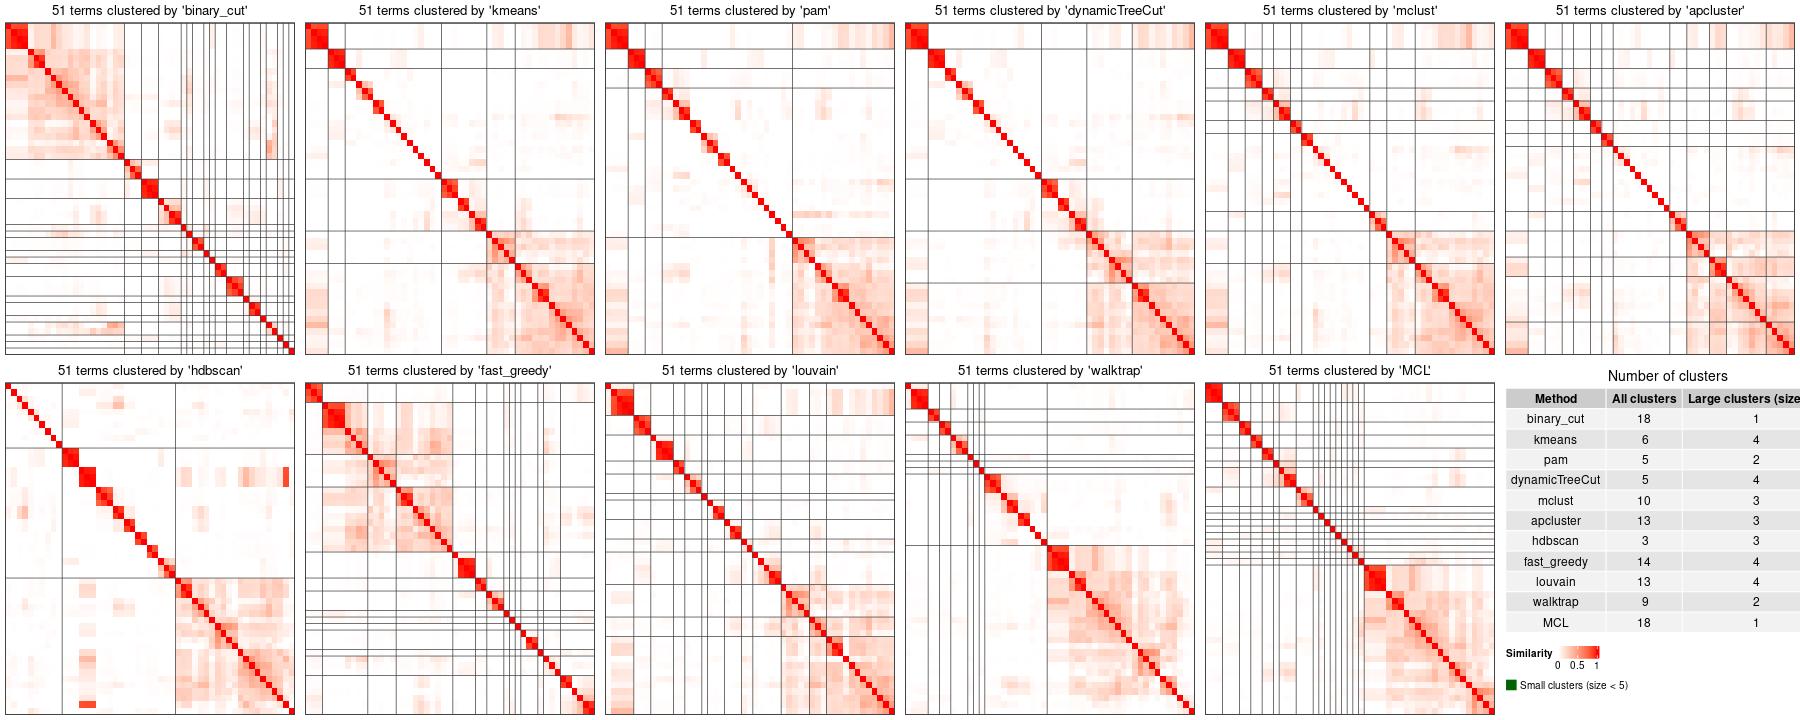 51 terms clustered by 'binary_cut'
51 terms clustered by 'kmeans'
51 terms clustered by 'pam'
51 terms clustered by 'dynamicTreeCut'
51 terms clustered by 'mclust'
51 terms clustered by 'apcluster'
51 terms clustered by 'hdbscan'
51 terms clustered by 'fast_greedy'
51 terms clustered by 'louvain'
51 terms clustered by 'walktrap'
51 terms clustered by 'MCL'
Number of clusters
Method All clusters Large clusters (size
binary_cut 18 1
kmeans 6 4
pam 5 2
dynamicTreeCut 5 4
mclust 10 3
apcluster 13 3
hdbscan 3 3
fast_greedy 14 4
louvain 13 4
walktrap 9 2
MCL 18 1
Similarity
0 0.5 1
Small clusters (size < 5)